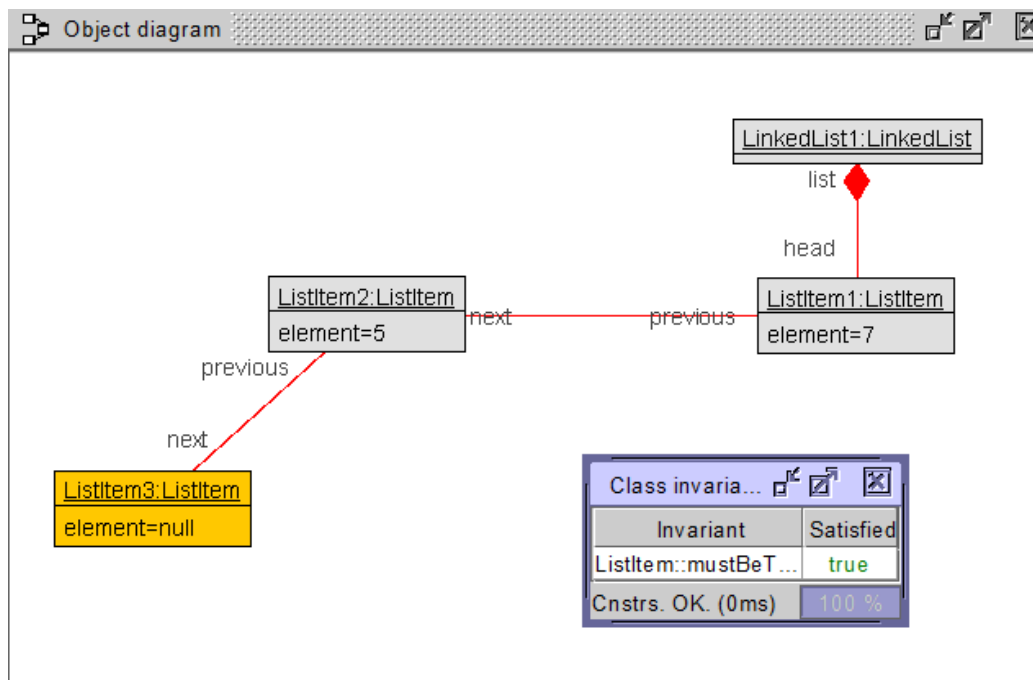 Object diagram
LinkedList1:LinkedList
list
head
ListItem2:ListItem
element=5
next
previous
ListItem1:ListItem
element=7
previous
next
ListItem3:ListItem
element=null
Class invaria...
Invariant Satisfied
ListItem::mustBeT... true
Cnstrs. OK. (0ms) 100 %